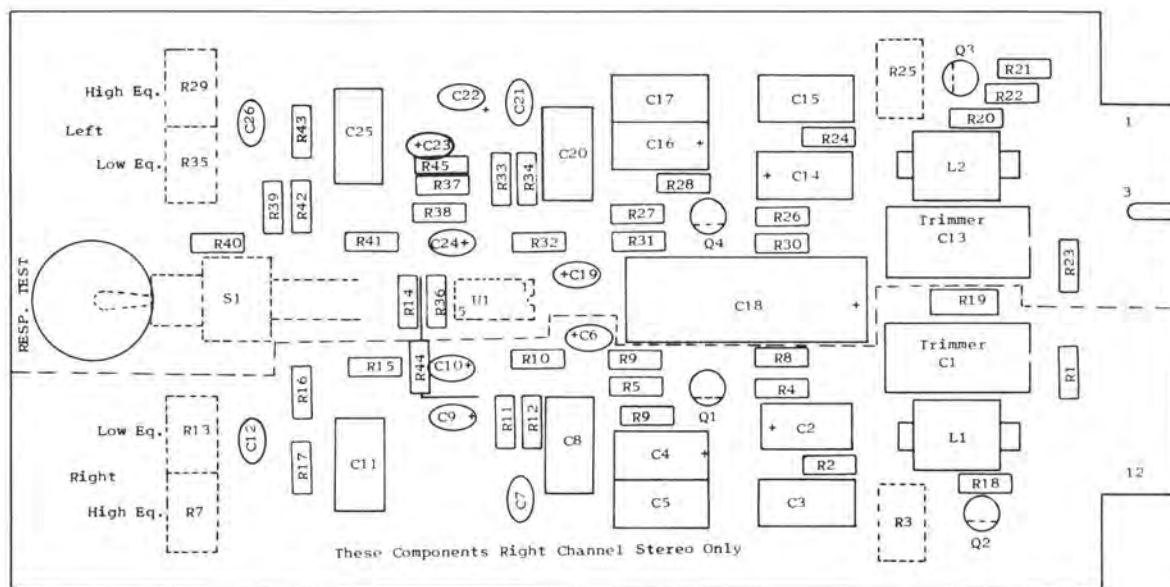 Q3
R21
R22
R20
R25
High Eq.
R29
Left
Low Eq.
R35
C26
R43
C25
C22
+
C21
+C23
R45
R37
R38
C24+
R33
R34
C20
C17
C16 +
C15
R24
+ C14
R28
L2
1
3
R39
R42
R40
R41
R32
R27
R31
Q4
R26
R30
Trimmer
C13
R23
RESP. TEST
S1
R14
R36
U1
1
5
+C19
C18 +
R19
+C6
Trimmer
C1
R1
R15
R44
C10+
R10
R9
R8
R16
R5
R4
Q1
C9 +
R11
R12
R9
+ C2
Low Eq.
R13
C12
R17
C11
C8
C4 +
R2
L1
Right
High Eq.
R7
C7
C5
C3
R3
R18
Q2
12
These Components Right Channel Stereo Only